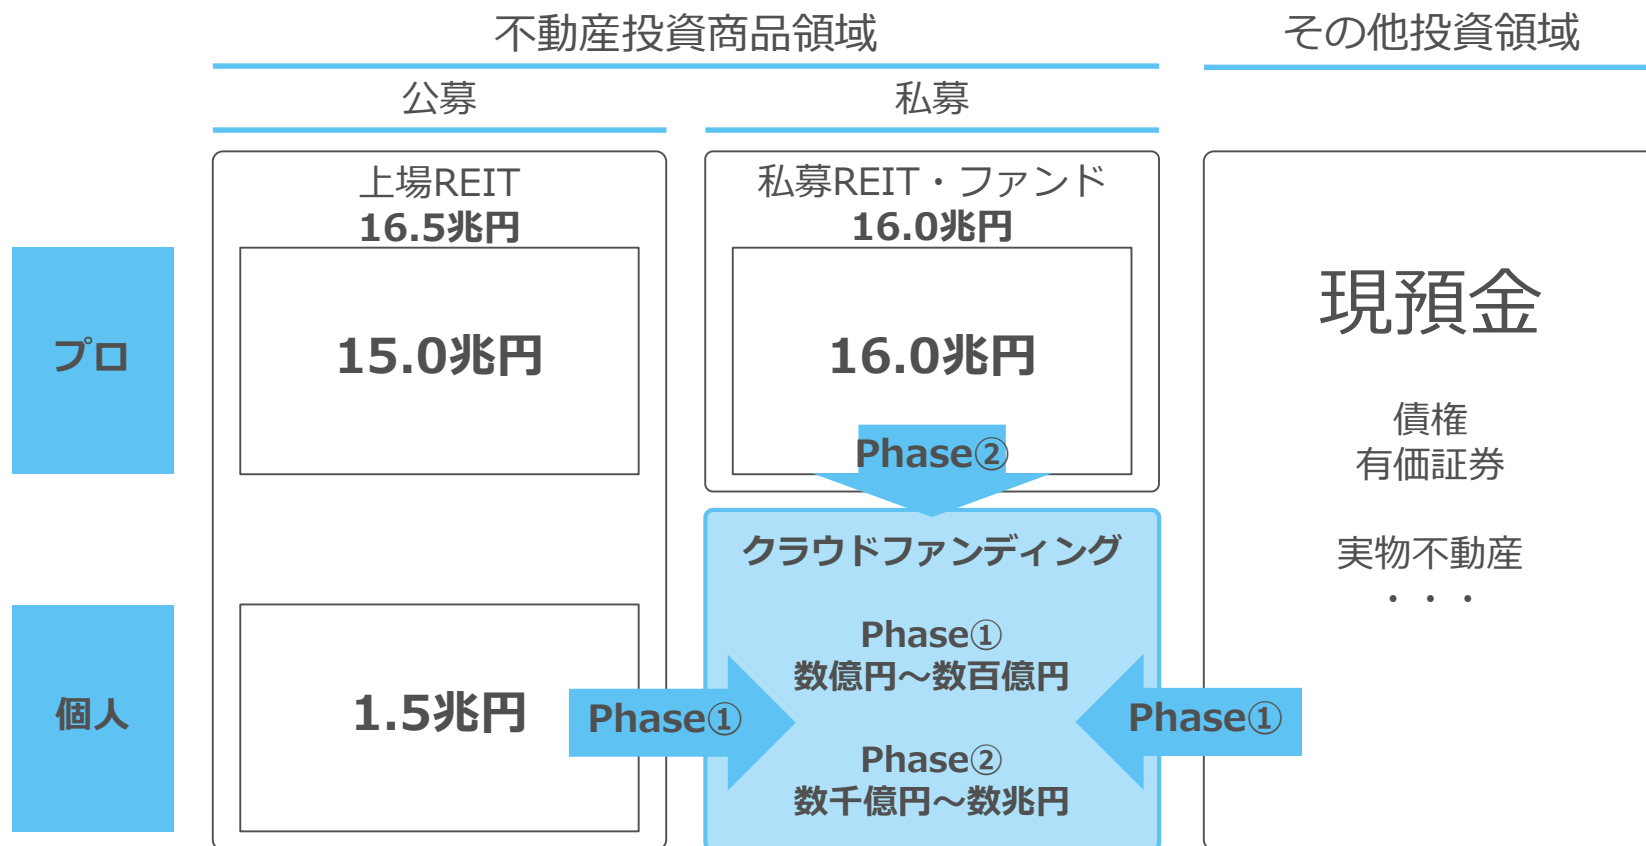 不動産投資商品領域
その他投資領域
公募
私募
上場REIT
16.5兆円
私募REIT・ファンド
16.0兆円
プロ
15.0兆円
16.0兆円
Phase②
現預金
債権
有価証券
実物不動産
・・・
クラウドファンディング
個人
1.5兆円
Phase①
Phase①
数億円～数百億円
Phase②
数千億円～数兆円
Phase①